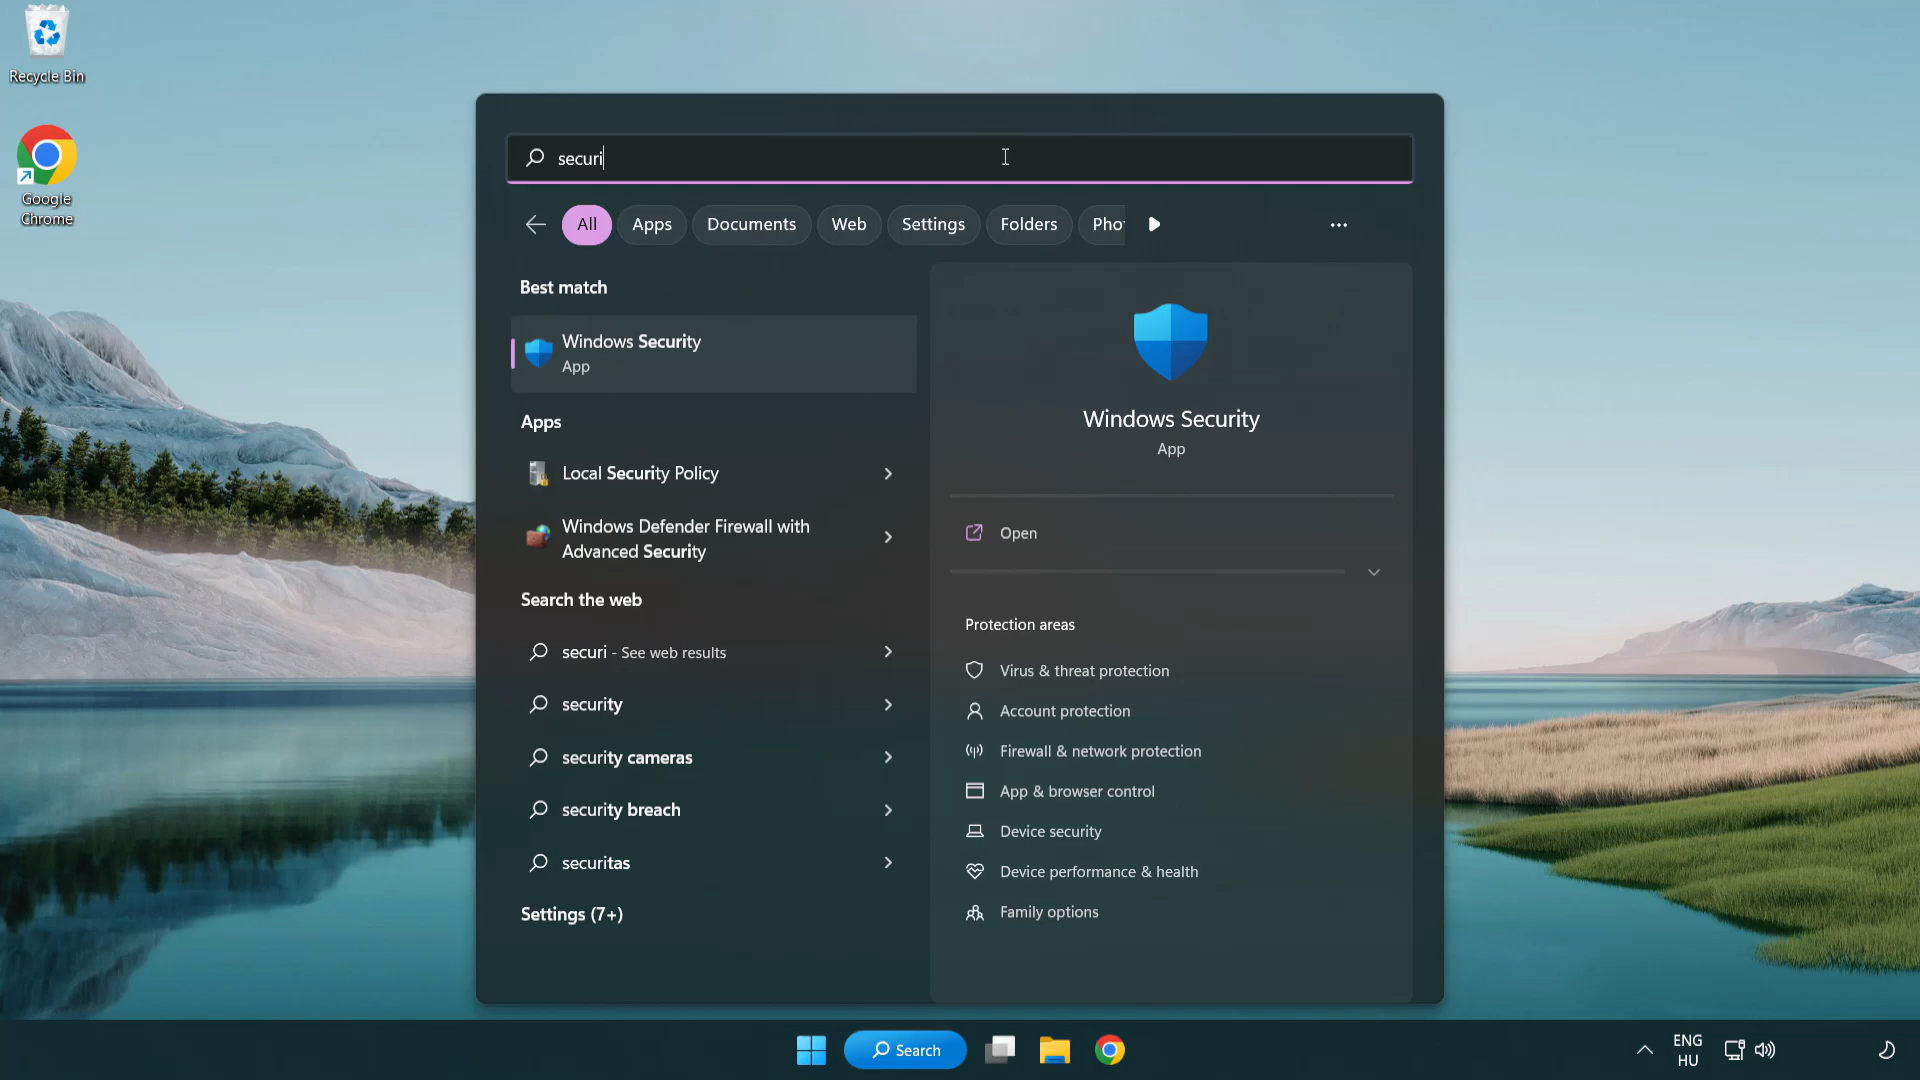 Recycle Bin
Google
Chrome
securi
All
Apps
Documents
Web
Settings
Folders
Best match
Windows Security
App
Apps
Local Security Policy
Windows Defender Firewall with
Advanced Security
Search the web
securi - See web results
security
security cameras
security breach
securitas
Settings (7+)
Windows Security
App
Open
Protection areas
Virus & threat protection
Account protection
Firewall & network protection
App & browser control
Device security
Device performance & health
Family options
Search
ENG
HU